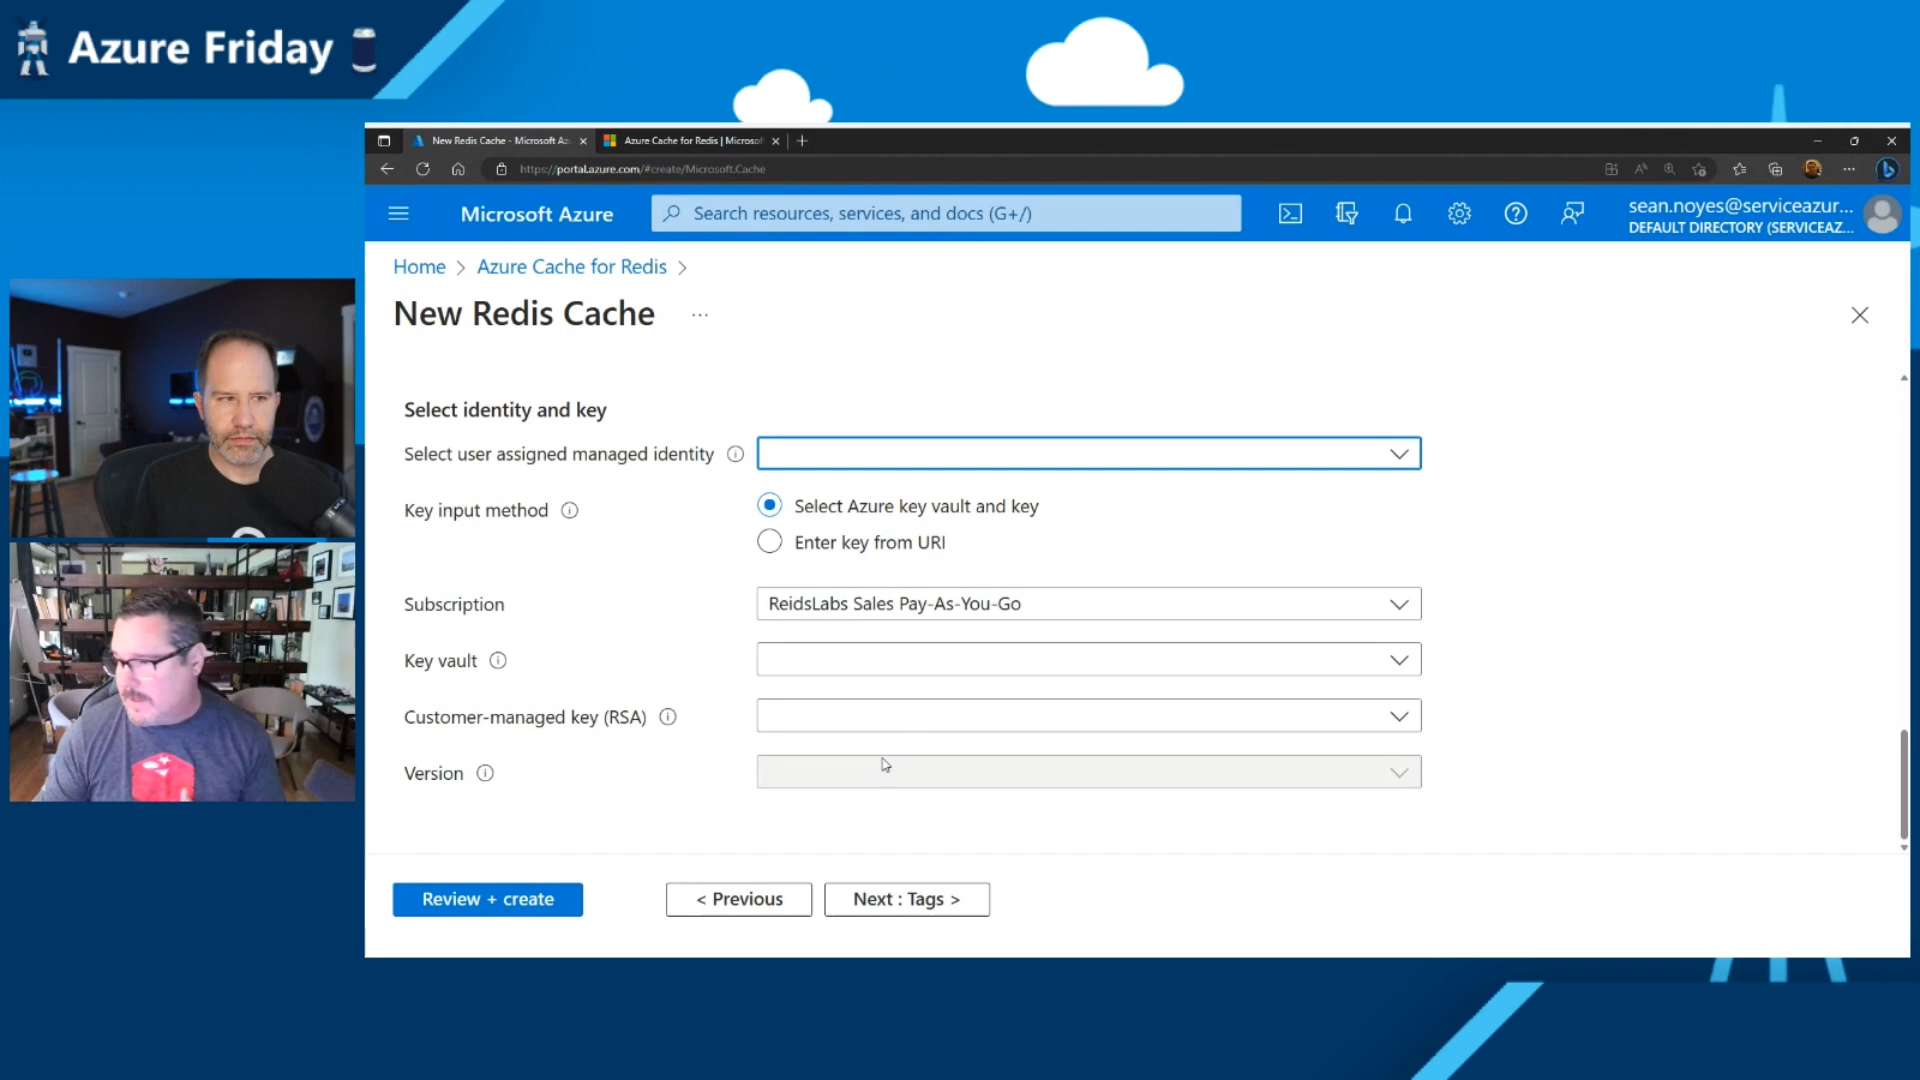 Azure Friday
New Redis Cache - Microsoft Az
Azure Cache for Redis | Microsof
https://portal.azure.com/#create/Microsoft.Cache
Microsoft Azure
Search resources, services, and docs (G+/)
sean.noyes@serviceazur...
DEFAULT DIRECTORY (SERVICEAZ...
Home > Azure Cache for Redis >
New Redis Cache ...
Select identity and key
Select user assigned managed identity
Key input method
Select Azure key vault and key
Enter key from URI
Subscription
ReidsLabs Sales Pay-As-You-Go
Key vault
Customer-managed key (RSA)
Version
Review + create
< Previous
Next : Tags >